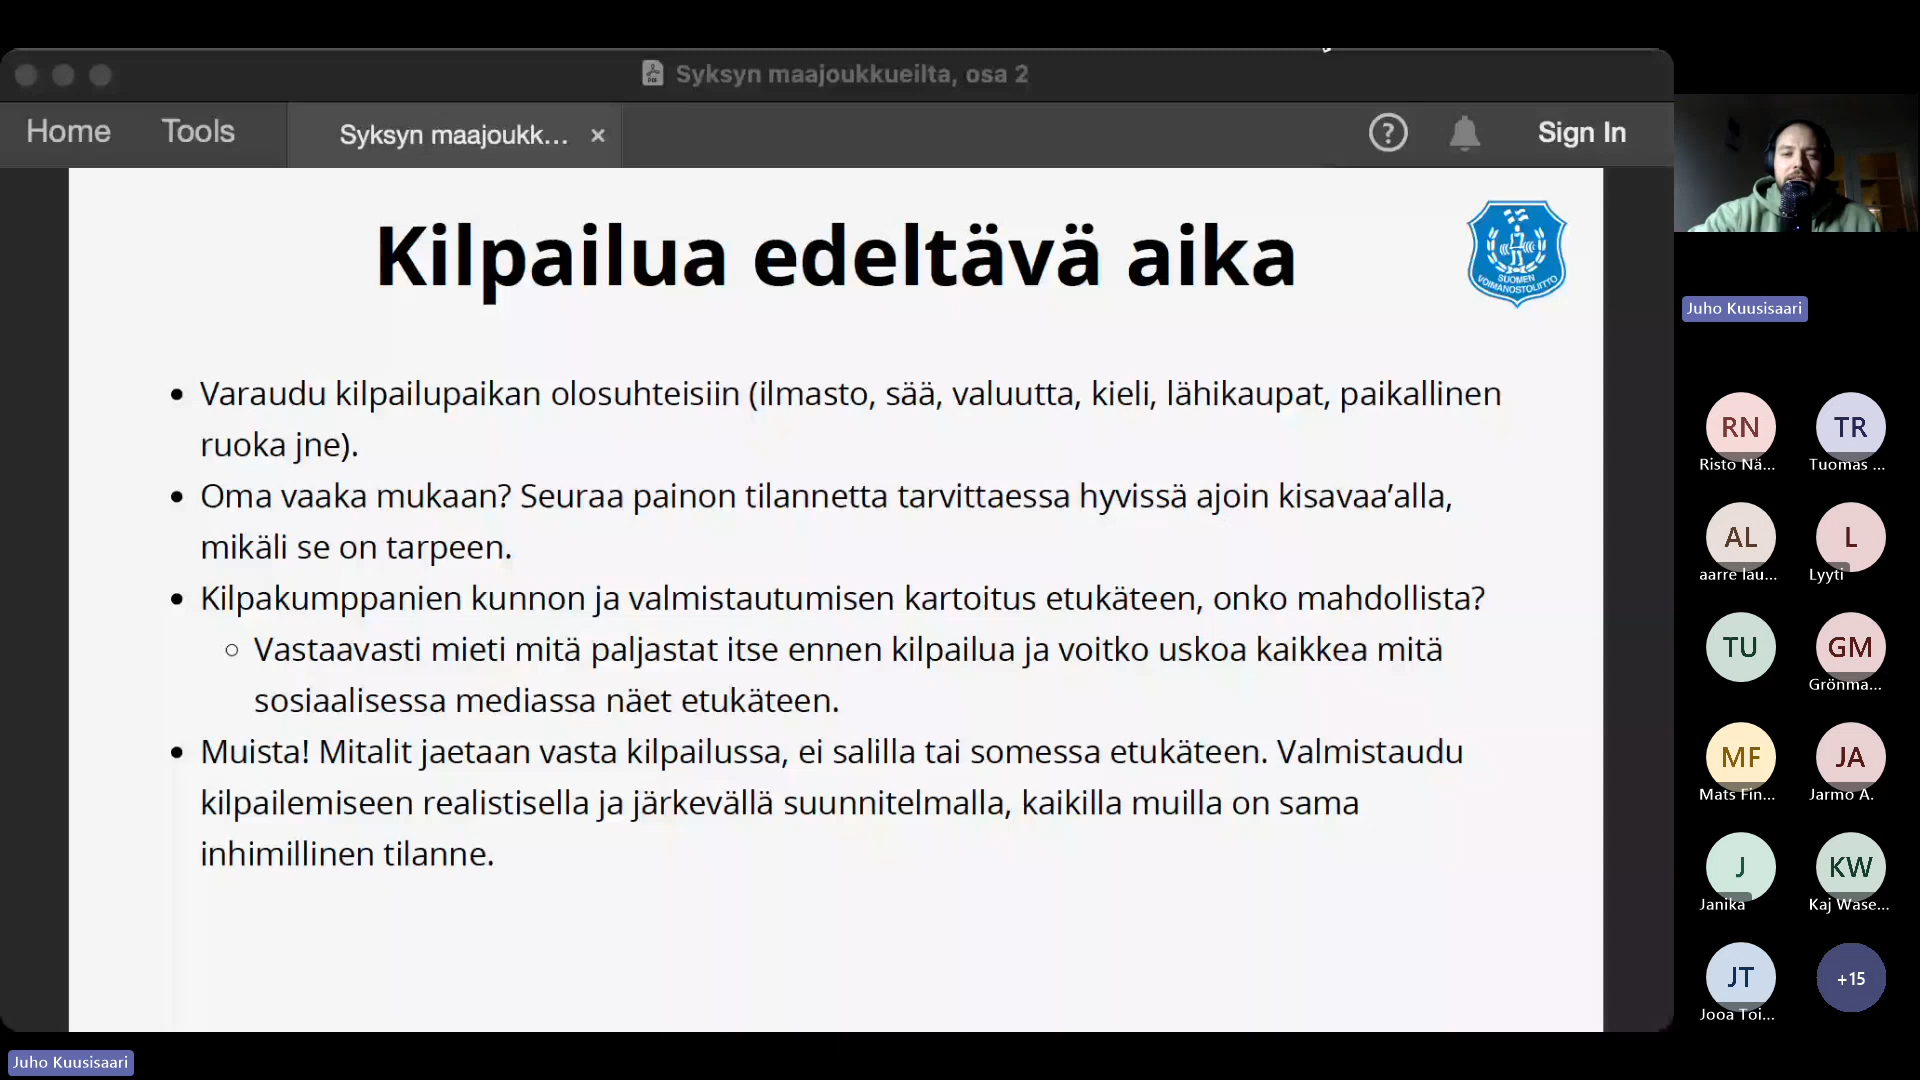 Syksyn maajoukkueilta, osa 2
Home
Tools
Syksyn maajoukk...
Sign In
Kilpailua edeltävä aika
SUOMEN
VOIMANOSTOLIITTO
Varaudu kilpailupaikan olosuhteisiin (ilmasto, sää, valuutta, kieli, lähikaupat, paikallinen
ruoka jne).
Oma vaaka mukaan? Seuraa painon tilannetta tarvittaessa hyvissä ajoin kisavaa’alla,
mikäli se on tarpeen.
Kilpakumppanien kunnon ja valmistautumisen kartoitus etukäteen, onko mahdollista?
Vastaavasti mieti mitä paljastat itse ennen kilpailua ja voitko uskoa kaikkea mitä
sosiaalisessa mediassa näet etukäteen.
Muista! Mitalit jaetaan vasta kilpailussa, ei salilla tai somessa etukäteen. Valmistaudu
kilpailemiseen realistisella ja järkevällä suunnitelmalla, kaikilla muilla on sama
inhimillinen tilanne.
Juho Kuusisaari
RN
Risto Nä...
TR
Tuomas ...
AL
aarre lau...
L
Lyyti
TU
GM
Grönma...
MF
Mats Fin...
JA
Jarmo A.
J
Janika
KW
Kaj Wase...
JT
Jooa Toi...
+15
Juho Kuusisaari